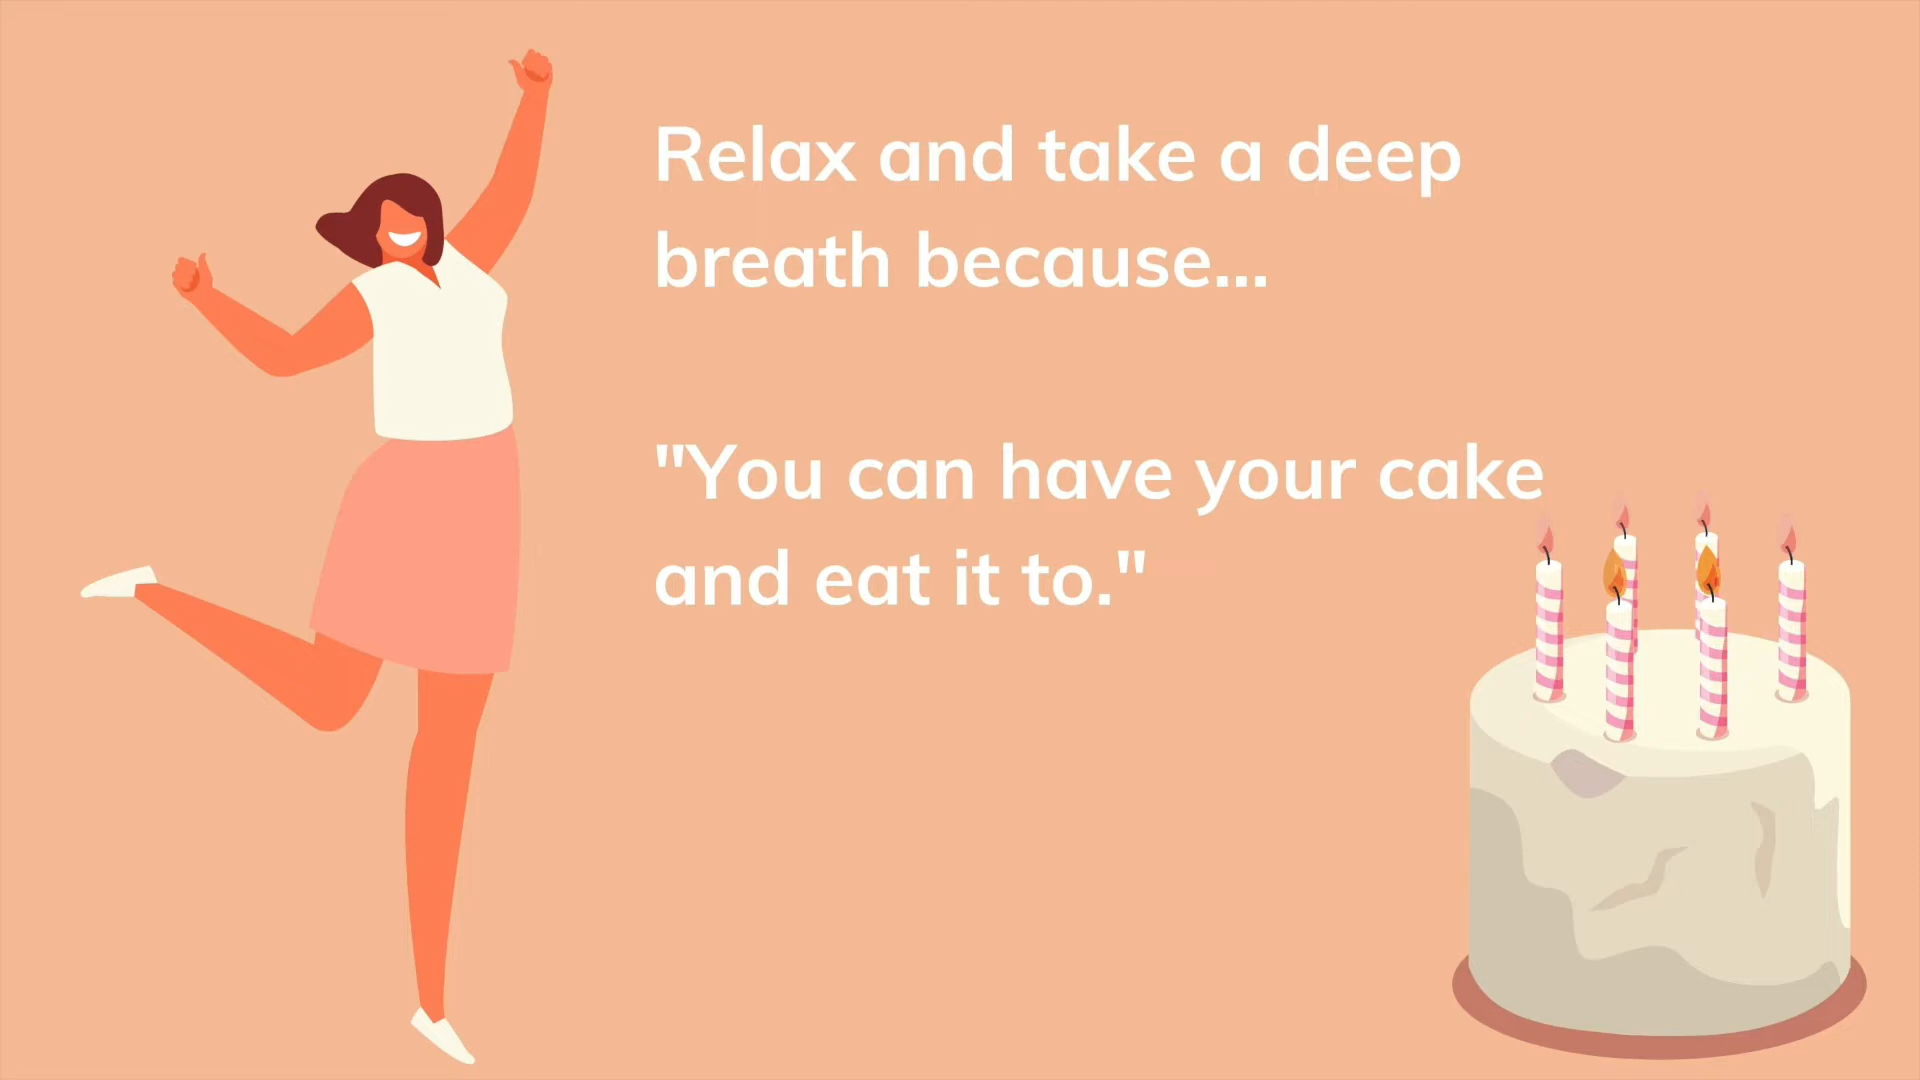 Relax and take a deep
breath because...
"You can have your cake
and eat it to."